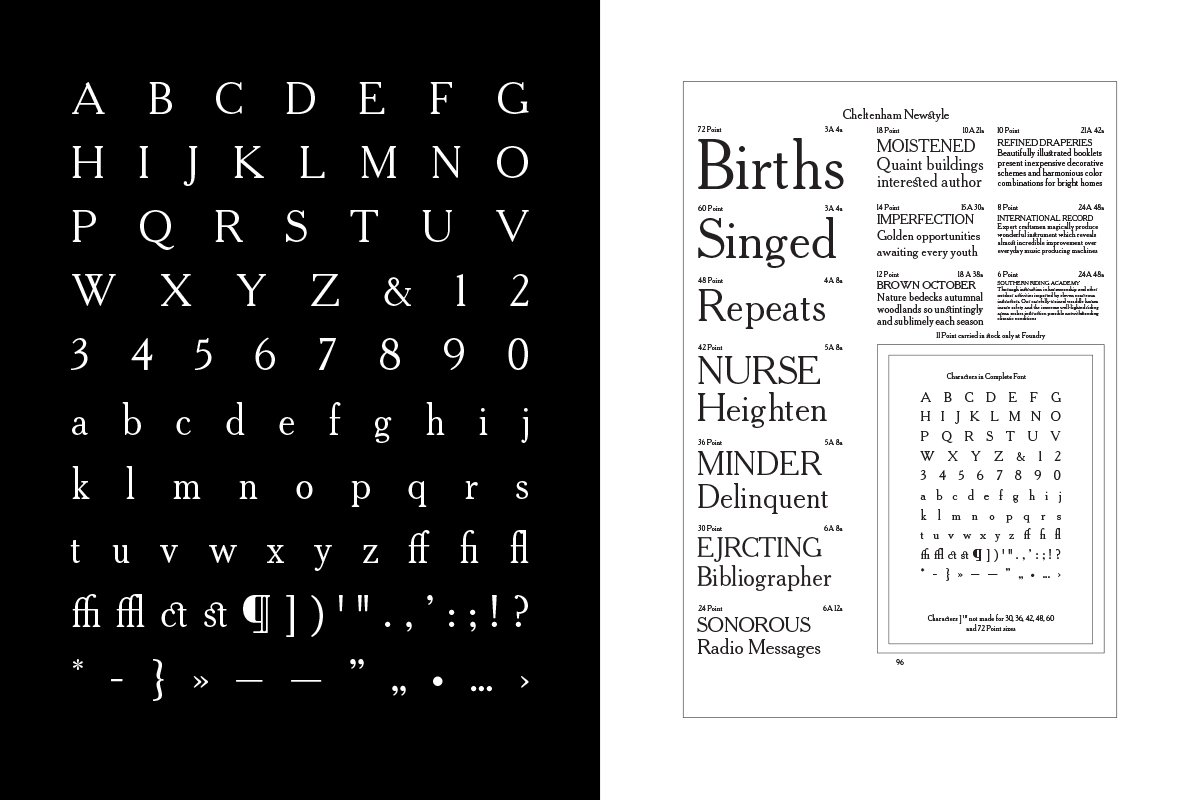 A B C D E F G
H I J K L M N O
P Q R S T U V
W X Y Z & 1 2
3 4 5 6 7 8 9 0
a b c d e f g h i j
k l m n o p q r s
t u v w x y z ff fi fl
ffi ffl ct st ¶ ] ) ' " . , ’ : ; ! ?
* - } » — — ” „ • … ›
Cheltenham Newstyle
72 Point 3A 4a
Births
60 Point 3A 4a
Singed
48 Point 4A 8a
Repeats
42 Point 5A 8a
NURSE
Heighten
36 Point 5A 8a
MINDER
Delinquent
30 Point 6A 8a
EJRCTING
Bibliographer
24 Point 6A 12a
SONOROUS
Radio Messages
18 Point 10A 21a
MOISTENED
Quaint buildings
interested author
14 Point 15A 30a
IMPERFECTION
Golden opportunities
awaiting every youth
12 Point 18 A 38a
BROWN OCTOBER
Nature bedecks autumnal
woodlands so unstintingly
and sublimely each season
10 Point 21A 42a
REFINED DRAPERIES
Beautifully illustrated booklets
present inexpensive decorative
schemes and harmonious color
combinations for bright homes
8 Point 24A 48a
INTERNATIONAL RECORD
Expert craftsmen magically produce
wonderful instrument which reveals
almost incredible improvement over
everyday music producing machines
6 Point 24A 48a
SOUTHERN RIDING ACADEMY
11 Point carried in stock only at Foundry
Characters in Complete Font
A B C D E F G
H I J K L M N O
P Q R S T U V
W X Y Z & 1 2
3 4 5 6 7 8 9 0
a b c d e f g h i j
k l m n o p q r s
t u v w x y z ff fi fl
ffi ffl ct st ¶ ] ) ' " . , ’ : ; ! ?
* - } » — — ” „ • … ›
Characters ] ' " not made for 30, 36, 42, 48, 60
and 72 Point sizes
96